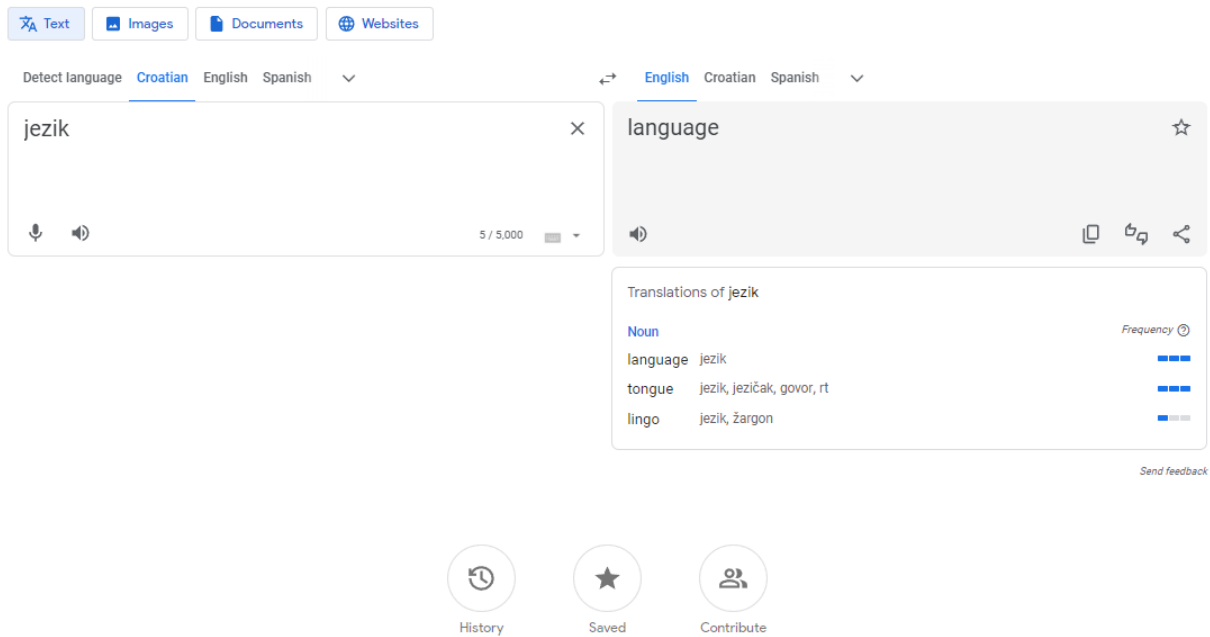 Text Images Documents Websites
Detect language Croatian English Spanish
English Croatian Spanish
jezik
5 / 5,000
language
Translations of jezik
Noun Frequency
language jezik
tongue jezik, jezičak, govor, rt
lingo jezik, žargon
Send feedback
History Saved Contribute